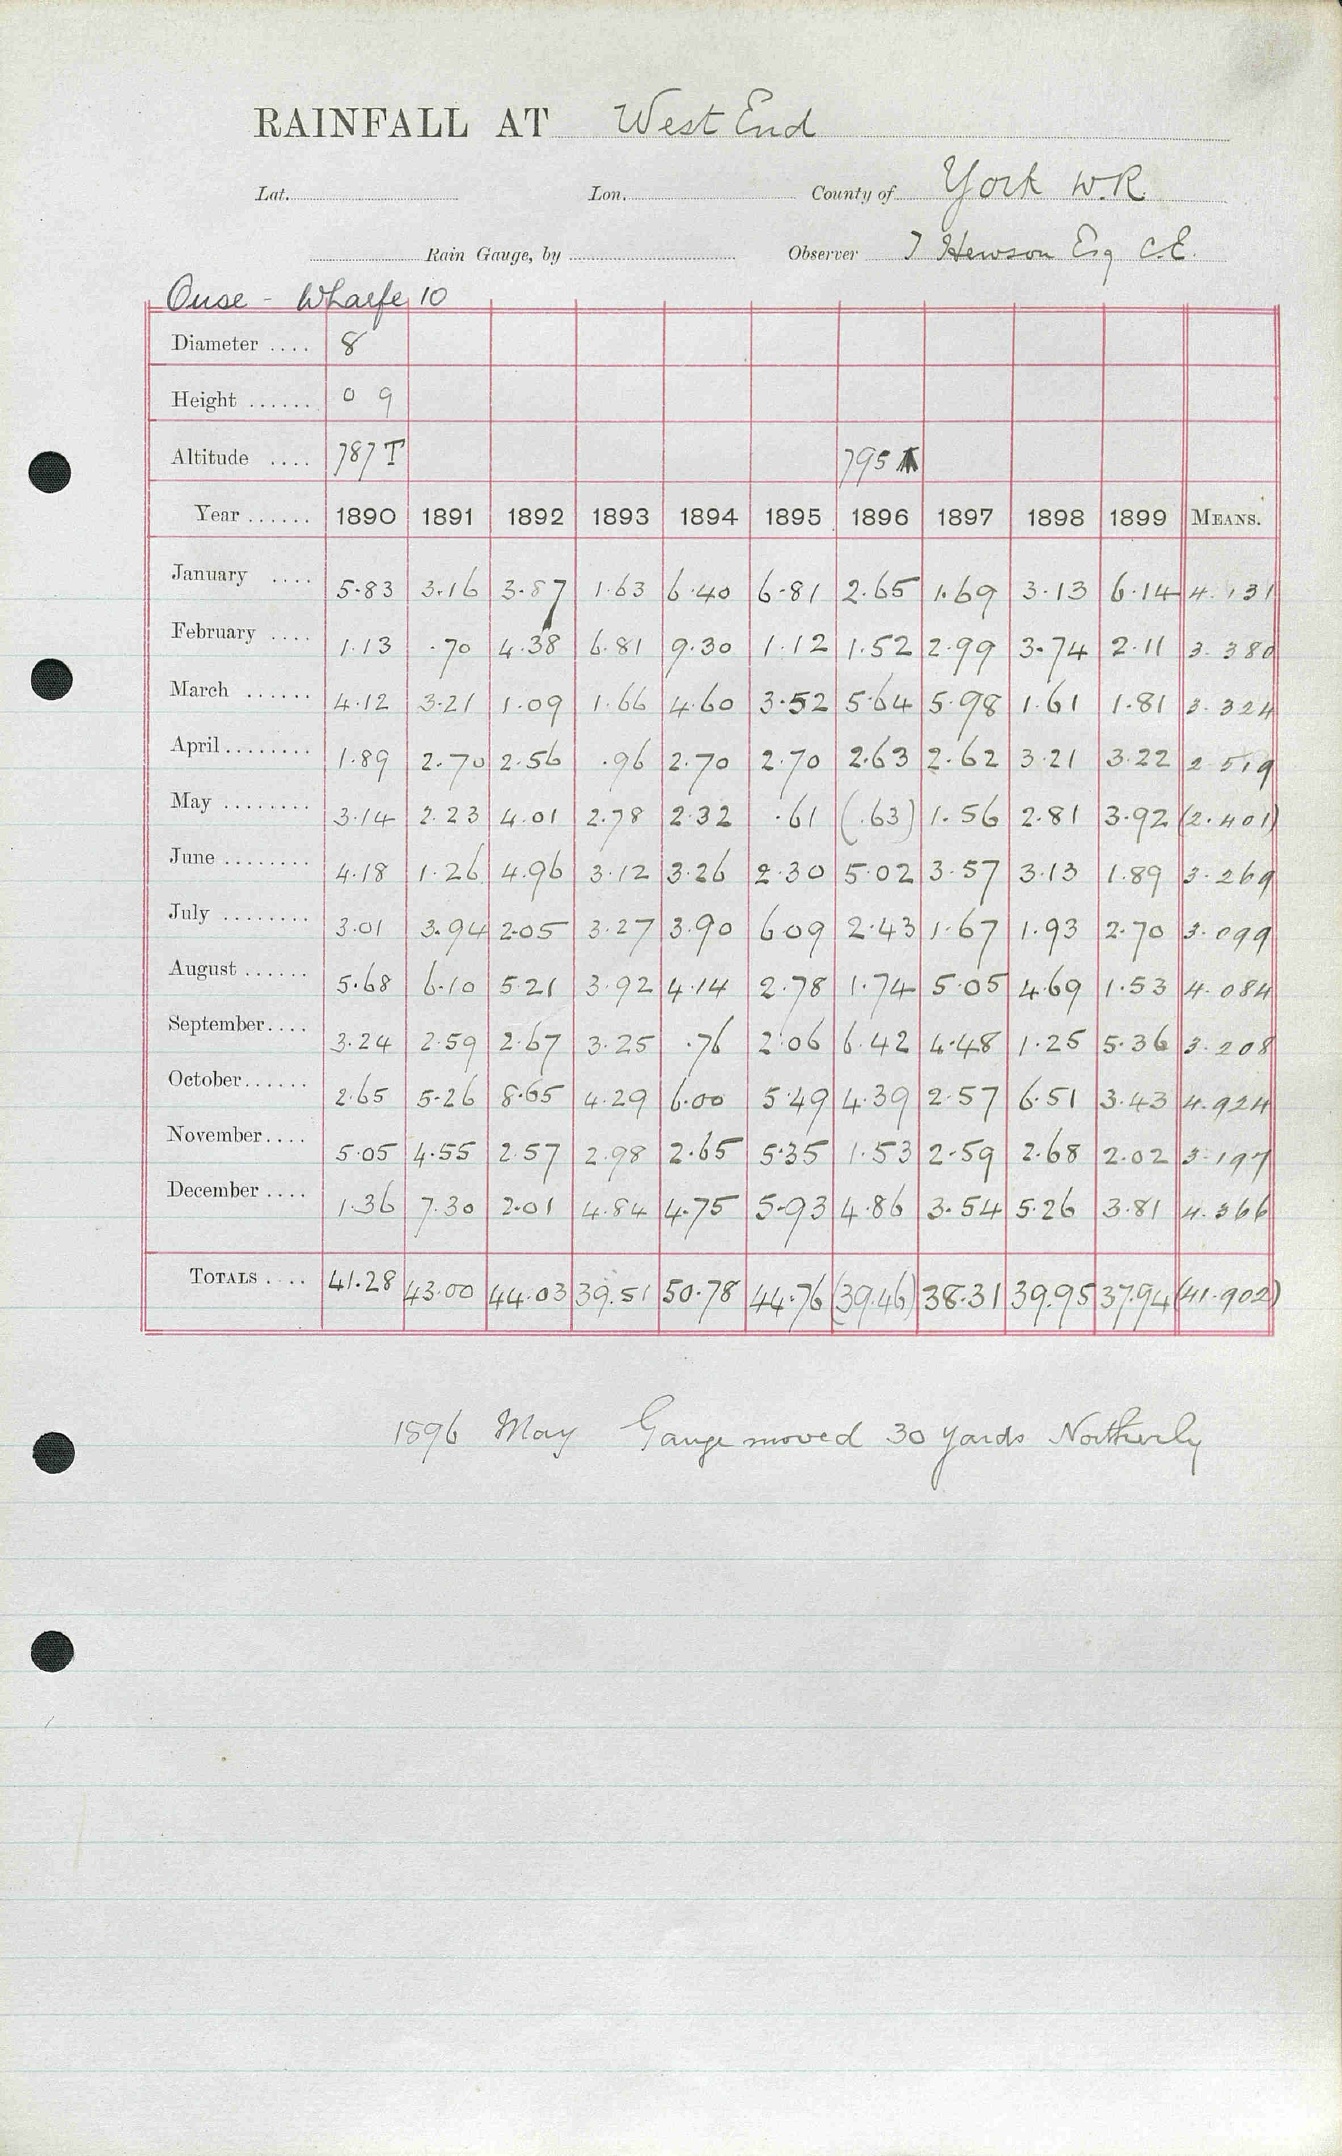 RAINFALL AT West End
Lat. Lon. County of York W.R.
Rain Gauge, by Observer T Hewson Esq C.E.
Ouse - Wharfe 10
Diameter .... 8
Height ...... 0 9
Altitude .... 787 T 795
Year ...... 1890 1891 1892 1893 1894 1895 1896 1897 1898 1899 MEANS.
January .... 5.83 3.16 3.87 1.63 6.40 6.81 2.65 1.69 3.13 6.14 4.131
February .... 1.13 .70 4.38 6.81 9.30 1.12 1.52 2.99 3.74 2.11 3.380
March ...... 4.12 3.21 1.09 1.66 4.60 3.52 5.64 5.98 1.61 1.81 3.324
April ........ 1.89 2.70 2.56 .96 2.70 2.70 2.63 2.62 3.21 3.22 2.519
May ........ 3.14 2.23 4.01 2.78 2.32 .61 (.63) 1.56 2.81 3.92 (2.401)
June ........ 4.18 1.26 4.96 3.12 3.26 2.30 5.02 3.57 3.13 1.89 3.269
July ........ 3.01 3.94 2.05 3.27 3.90 6.09 2.43 1.67 1.93 2.70 3.099
August ...... 5.68 6.10 5.21 3.92 4.14 2.78 1.74 5.05 4.69 1.53 4.084
September.... 3.24 2.59 2.67 3.25 .76 2.06 6.42 4.48 1.25 5.36 3.208
October...... 2.65 5.26 8.65 4.29 6.00 5.49 4.39 2.57 6.51 3.43 4.924
November.... 5.05 4.55 2.57 2.98 2.65 5.35 1.53 2.59 2.68 2.02 3.197
December .... 1.36 7.30 2.01 4.84 4.75 5.93 4.86 3.54 5.26 3.81 4.366
TOTALS .... 41.28 43.00 44.03 39.51 50.78 44.76 (39.46) 38.31 39.95 37.94 (41.902)
1896 May Gauge moved 30 yards Northerly